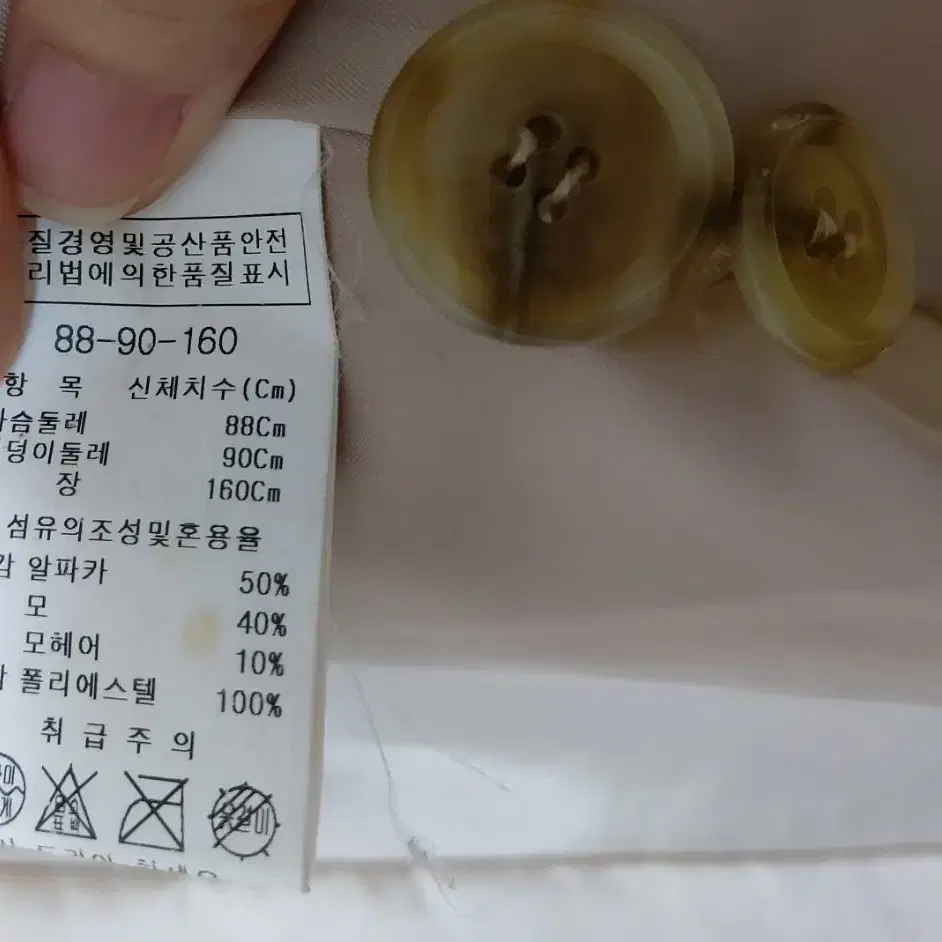 질경영및공산품안전
리법에의한품질표시
88-90-160
항 목 신체치수(Cm)
슴둘레 88Cm
덩이둘레 90Cm
장 160Cm
섬유의조성및혼용율
감 알파카 50%
모 40%
모헤어 10%
폴리에스텔 100%
취 급 주 의